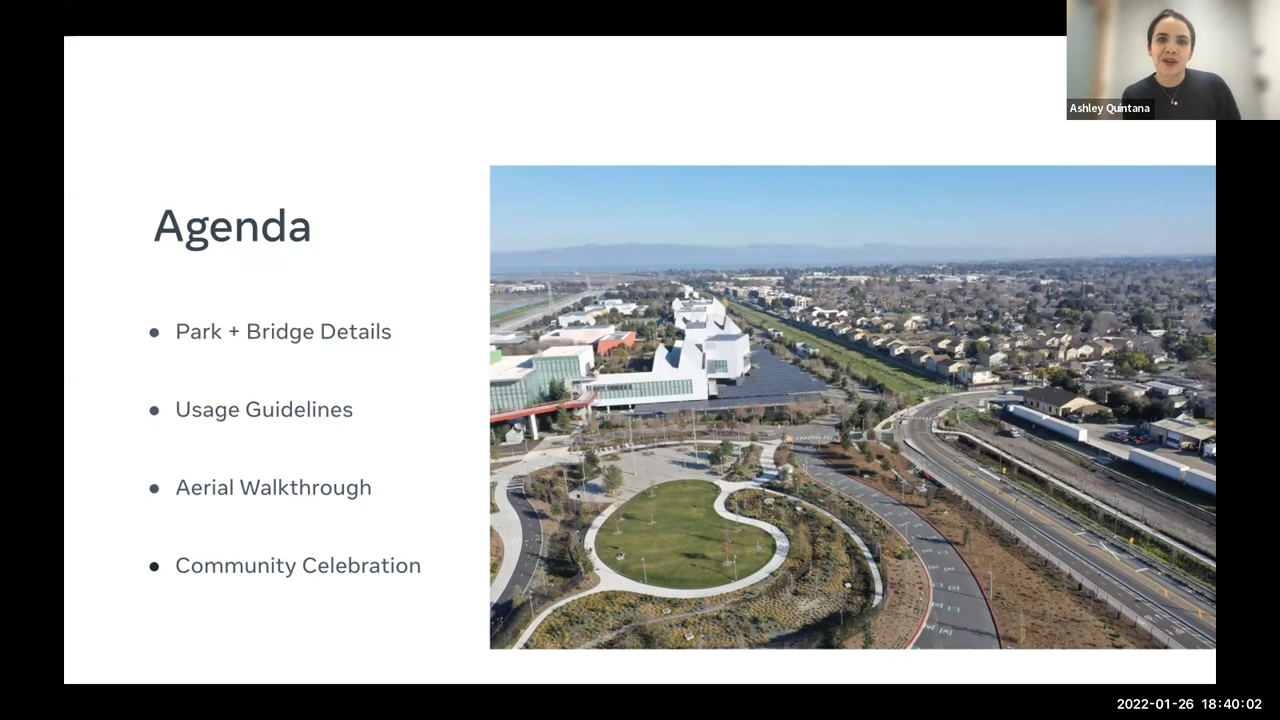 Ashley Quintana
Agenda
● Park + Bridge Details
● Usage Guidelines
● Aerial Walkthrough
● Community Celebration
2022-01-26 18:40:02